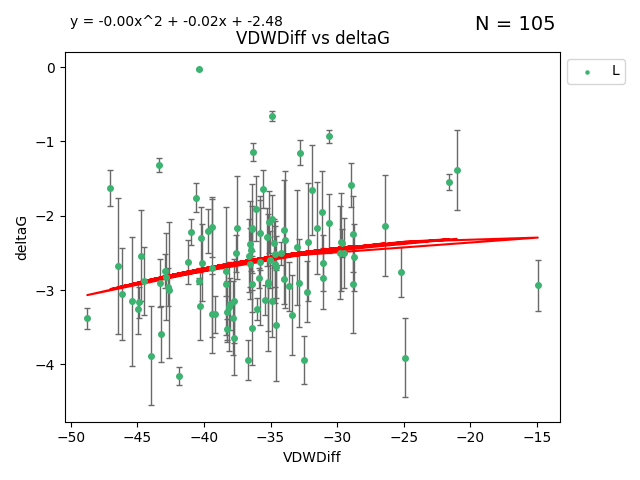 y = -0.00x^2 + -0.02x + -2.48
N = 105
VDWDiff vs deltaG
L
deltaG
0
−1
−2
−3
−4
−50
−45
−40
−35
−30
−25
−20
−15
VDWDiff